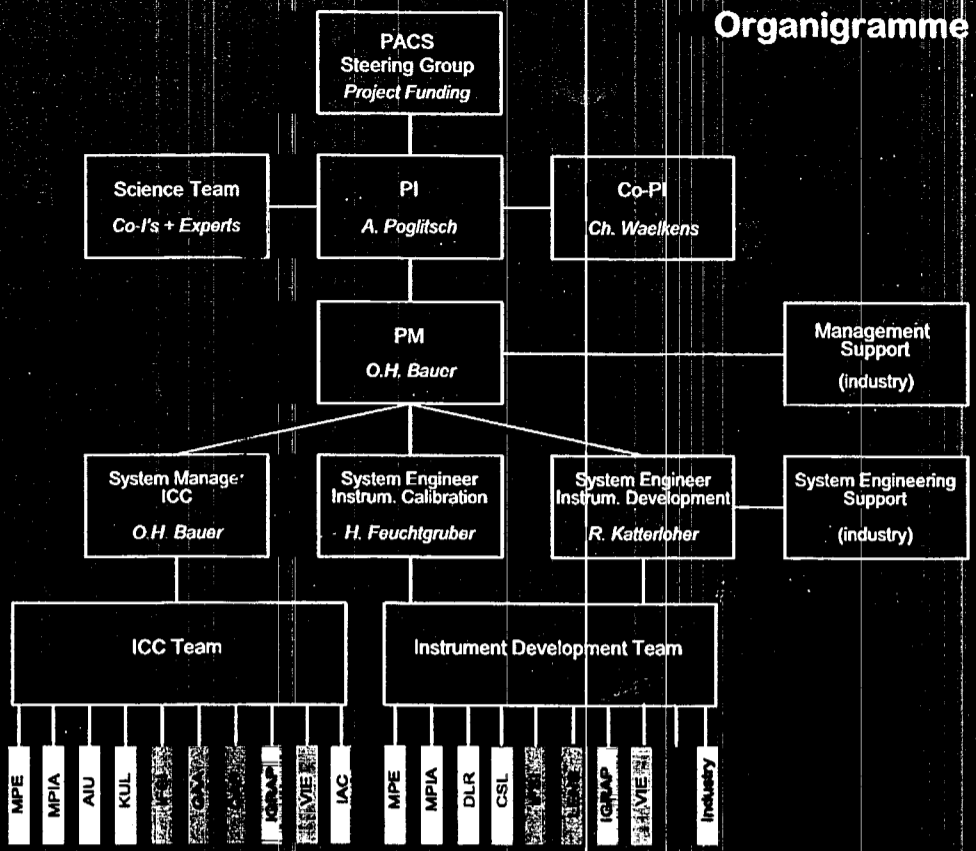 Organigramme
PACS
Steering Group
Project Funding
Science Team
Co-I's + Experts
PI
A. Poglitsch
Co-PI
Ch. Waelkens
PM
O.H. Bauer
Management
Support
(industry)
System Manager
ICC
O.H. Bauer
System Engineer
Instrum. Calibration
H. Feuchtgruber
System Engineer
Instrum. Development
R. Katterloher
System Engineering
Support
(industry)
ICC Team
Instrument Development Team
MPE
MPIA
AIU
KUL
VIE
IAC
MPE
MPIA
DLR
CSL
VIE
Industry